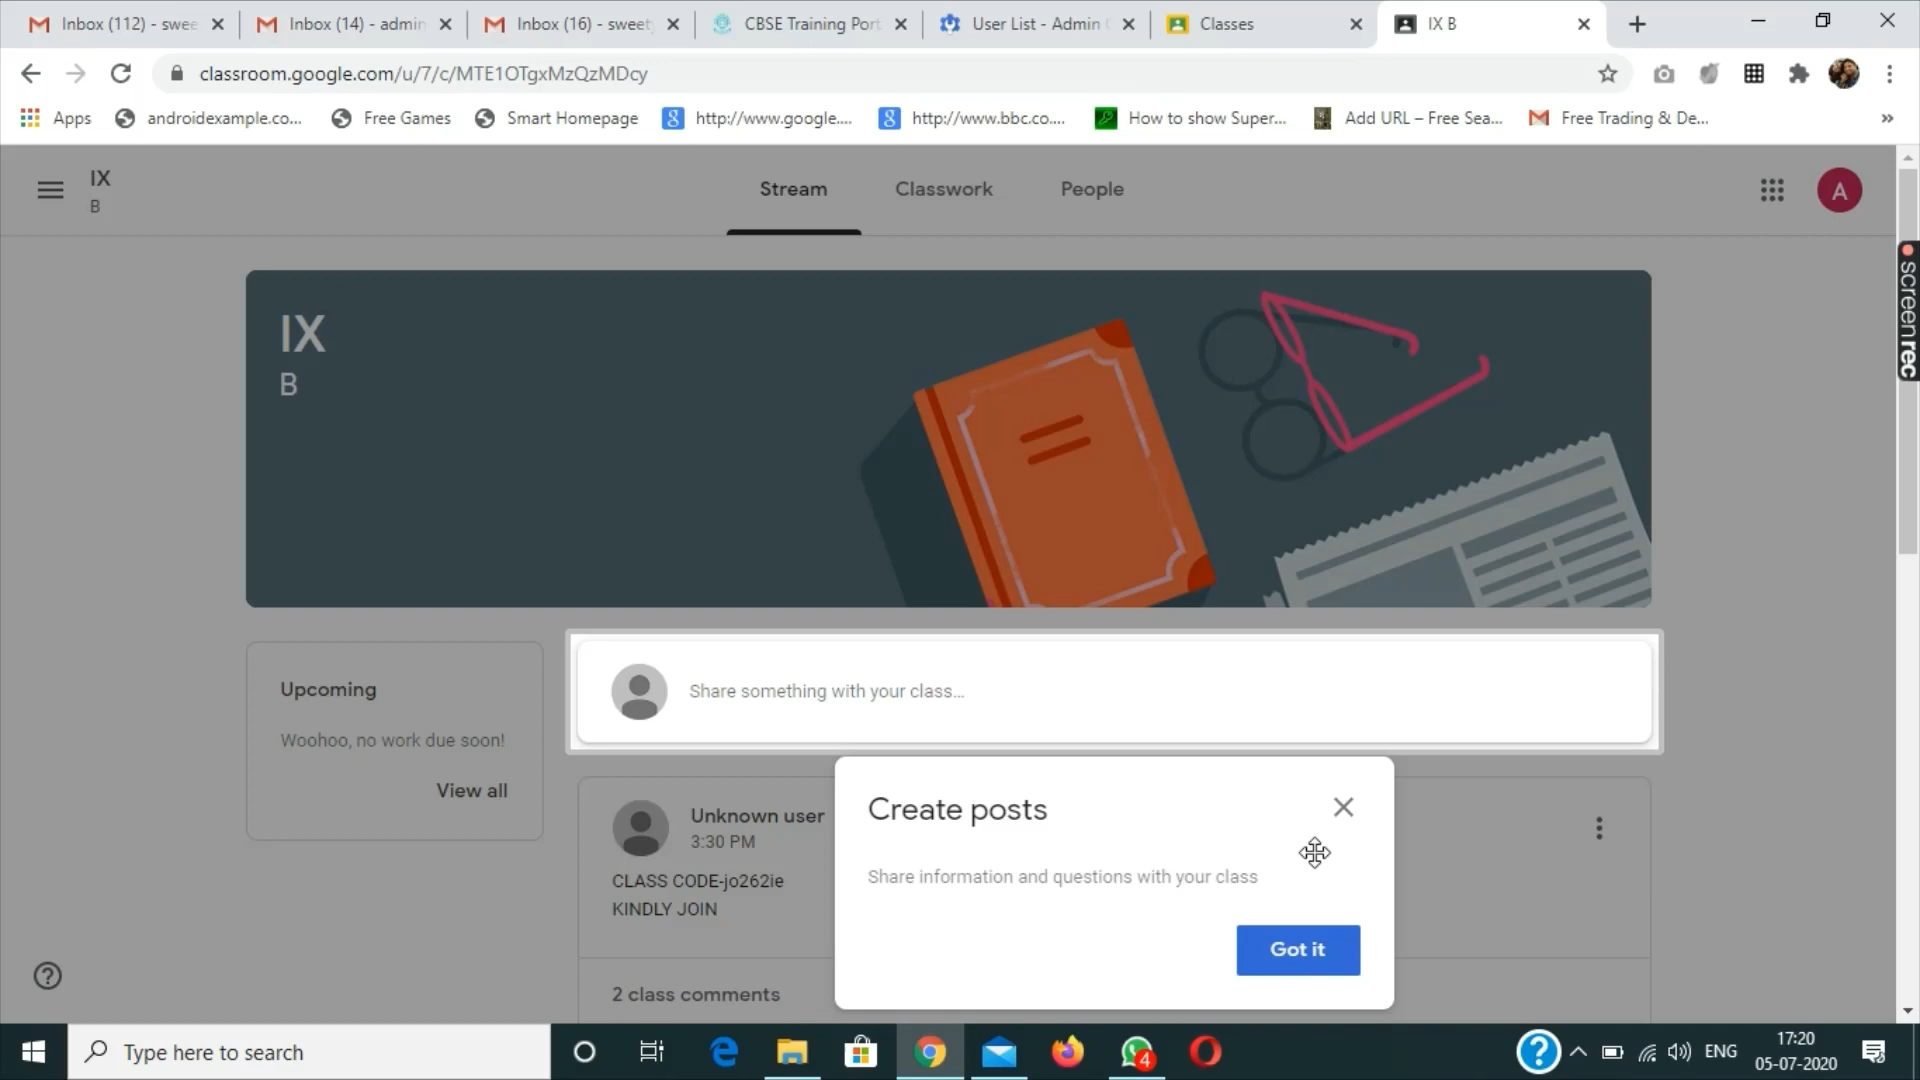 Inbox (112) - swee
Inbox (14) - admin
Inbox (16) - sweet
CBSE Training Port
User List - Admin
Classes
IX B
classroom.google.com/u/7/c/MTE1OTgxMzQzMDcy
Apps
androidexample.co...
Free Games
Smart Homepage
http://www.google....
http://www.bbc.co....
How to show Super...
Add URL – Free Sea...
Free Trading & De...
»
IX
B
Stream
Classwork
People
A
screenrec
IX
B
Upcoming
Woohoo, no work due soon!
View all
Share something with your class...
Unknown user
3:30 PM
CLASS CODE-jo262ie
KINDLY JOIN
2 class comments
Create posts
Share information and questions with your class
Got it
Type here to search
4
ENG
17:20
05-07-2020